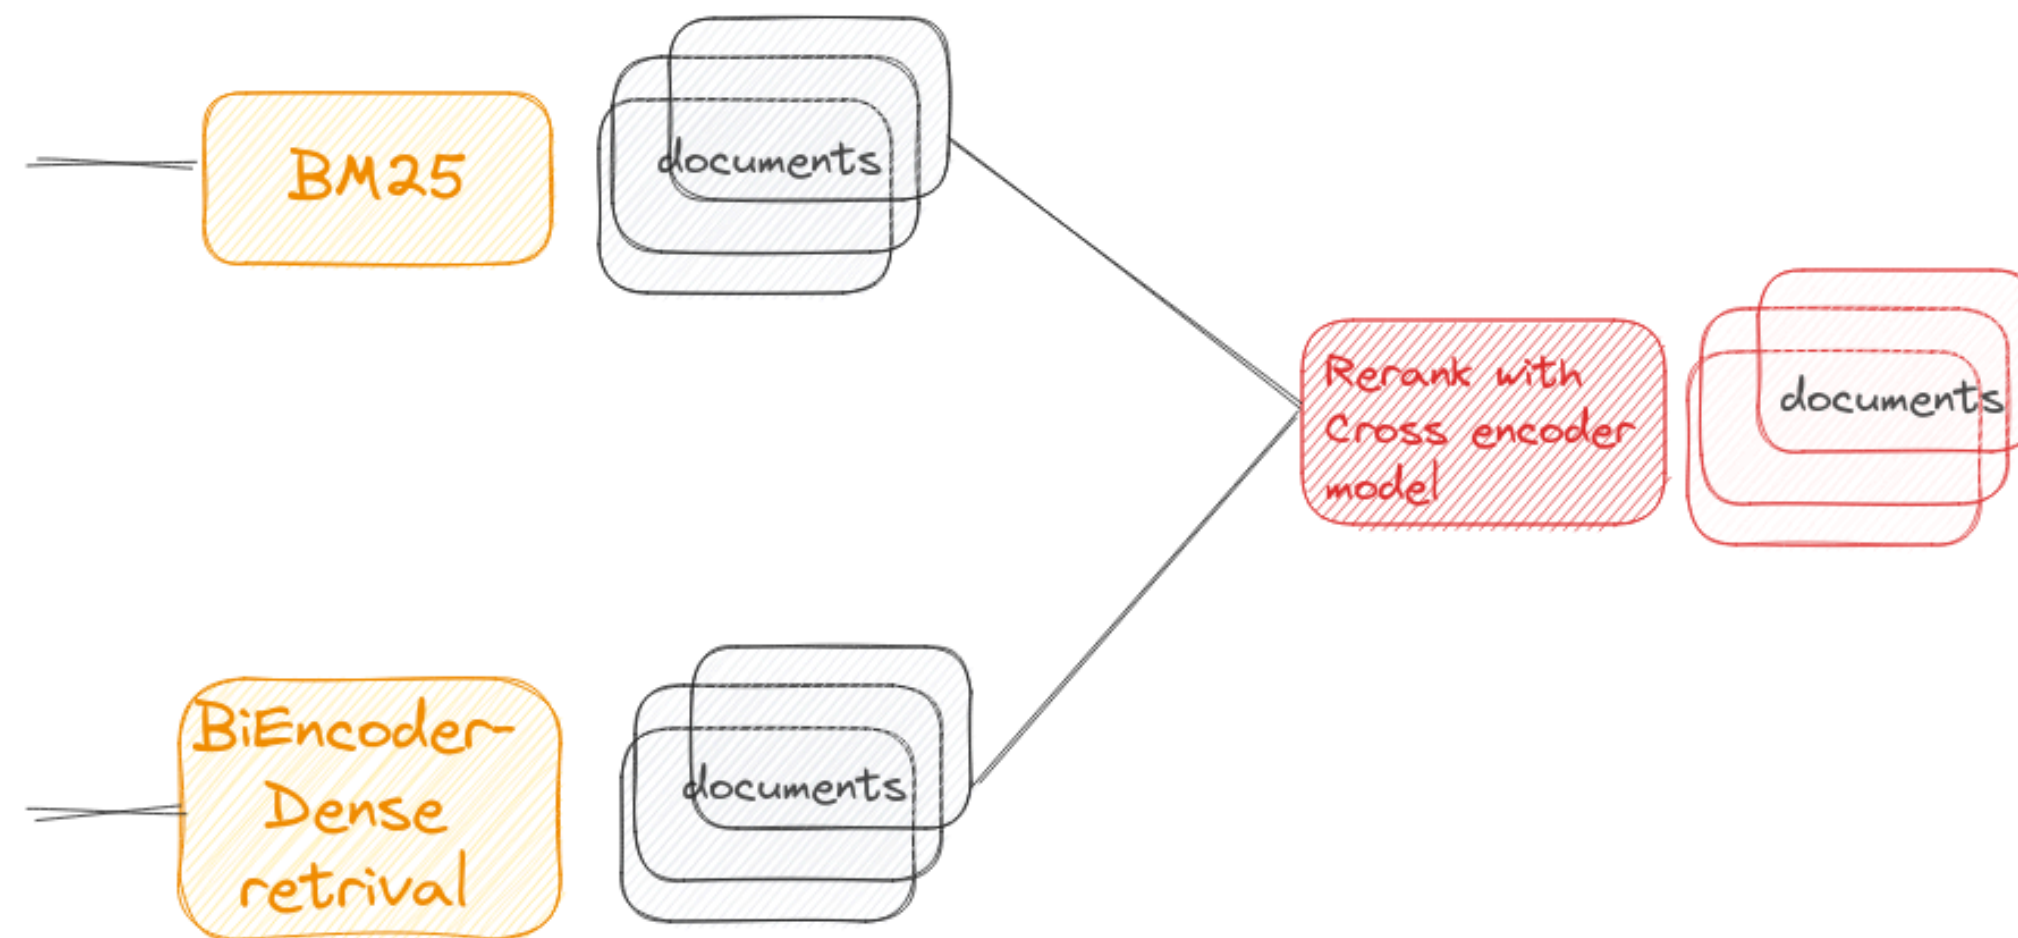 BM25
documents
Rerank with
Cross encoder
model
documents
BiEncoder-
Dense
retrival
documents